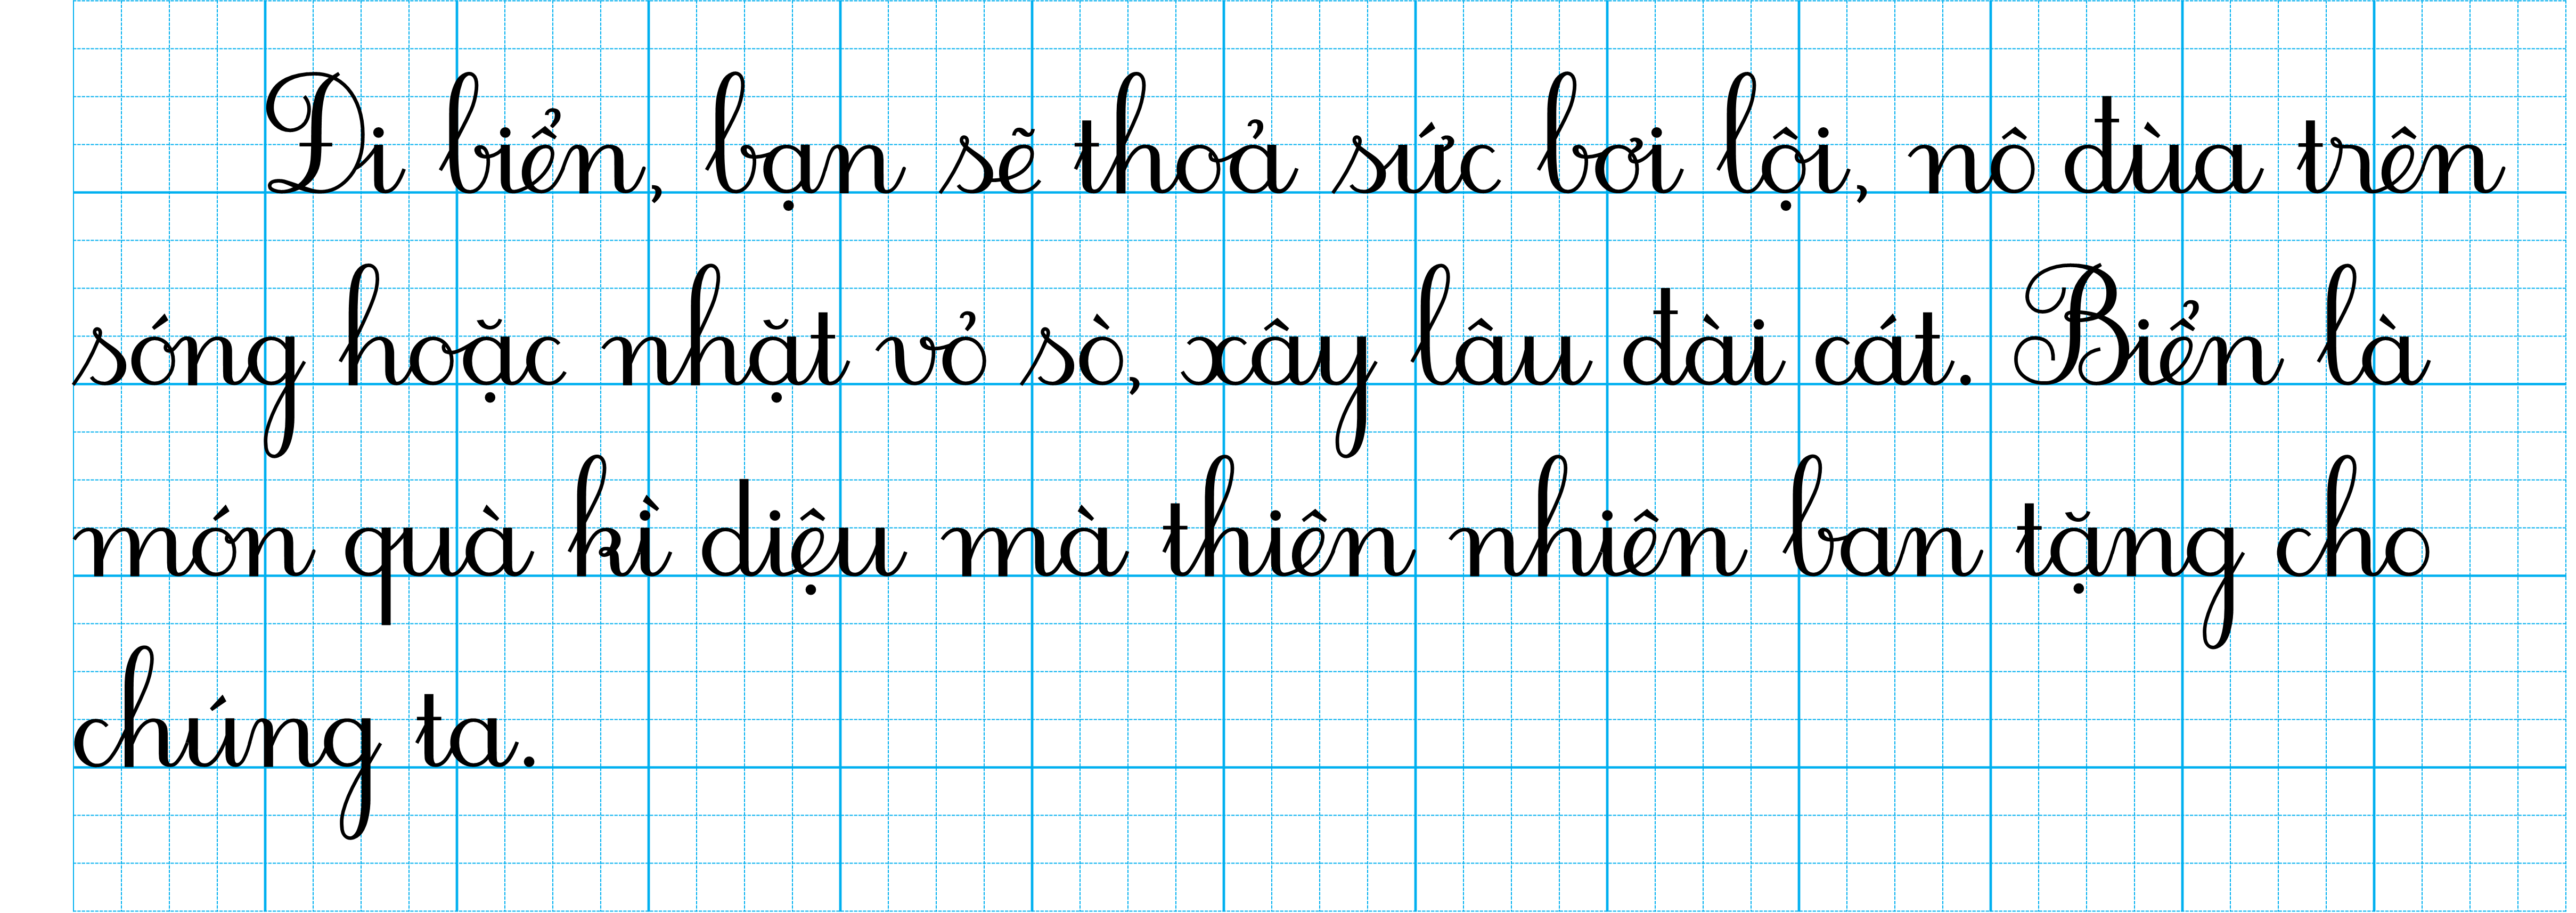 Đi biển, bạn sẽ thoả sức bơi lội, nô đùa trên
sóng hoặc nhặt vỏ sò, xây lâu đài cát. Biển là
món quà kì diệu mà thiên nhiên ban tặng cho
chúng ta.